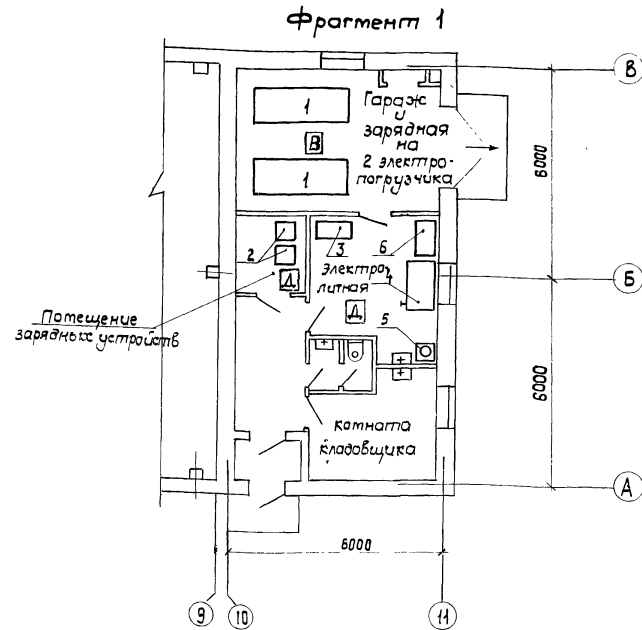 Фрагмент 1
В
1
Гараж
и
зарядная
на
2 электро-
погрузчика
В
1
6000
2
3
6
Электро-
литная
4
Д
Д
5
Б
Помещение
зарядных устройств
6000
комната
кладовщика
А
6000
9
10
11